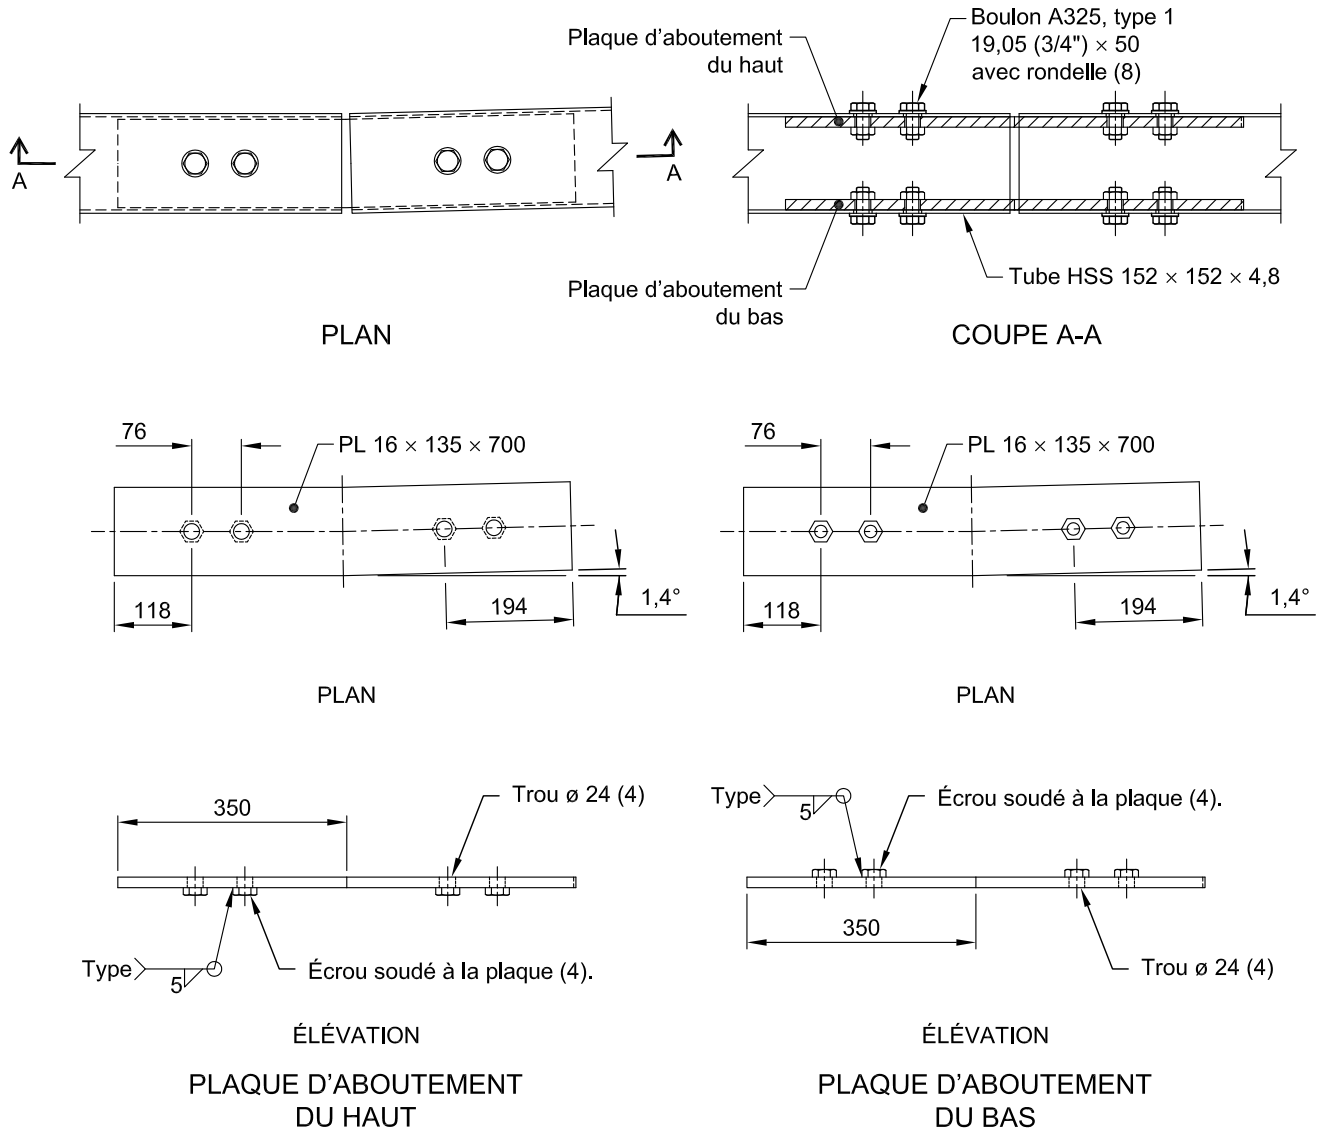 Plaque d'aboutement
du haut
Boulon A325, type 1
19,05 (3/4") × 50
avec rondelle (8)
A
A
Plaque d'aboutement
du bas
Tube HSS 152 × 152 × 4,8
PLAN
COUPE A-A
76
PL 16 × 135 × 700
118
194
1,4°
PLAN
76
PL 16 × 135 × 700
118
194
1,4°
PLAN
350
Trou ø 24 (4)
Type
5
Écrou soudé à la plaque (4).
ÉLÉVATION
PLAQUE D'ABOUTEMENT
DU HAUT
Type
5
Écrou soudé à la plaque (4).
350
Trou ø 24 (4)
ÉLÉVATION
PLAQUE D'ABOUTEMENT
DU BAS